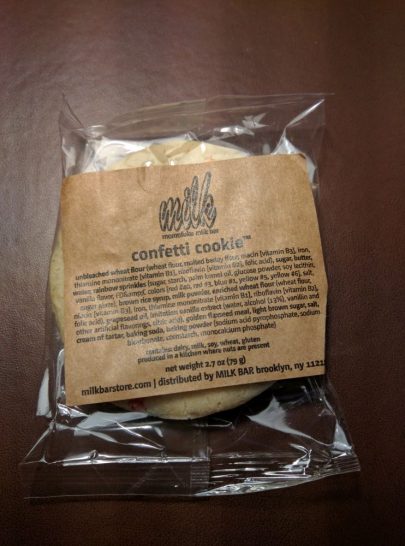 milk
momofuku milk bar
confetti cookie™
unbleached wheat flour (wheat flour, malted barley flour, niacin [vitamin B3], iron,
thiamine mononitrate [vitamin B1], riboflavin [vitamin B2], folic acid), sugar, butter,
water, rainbow sprinkles (sugar, starch, palm kernel oil, glucose powder, soy lecithin,
vanilla flavor, colors [red #40, red #3, blue #1, yellow #5, yellow #6], salt,
brown rice syrup, milk powder, enriched wheat flour (wheat flour,
niacin [vitamin B3], iron, thiamine mononitrate [vitamin B1], riboflavin [vitamin B2],
folic acid), grapeseed oil, imitation vanilla extract (water, alcohol vanillin and
other artificial flavorings, citric acid), golden flaxseed meal, light brown sugar, salt,
cream of tartar, baking soda, baking powder (sodium acid pyrophosphate, sodium
bicarbonate, cornstarch, monocalcium phosphate)
contains: dairy, milk, soy, wheat, gluten
produced in a kitchen where nuts are present
net weight 2.7 oz (79 g)
milkbarstore.com | distributed by MILK BAR brooklyn, ny 11211